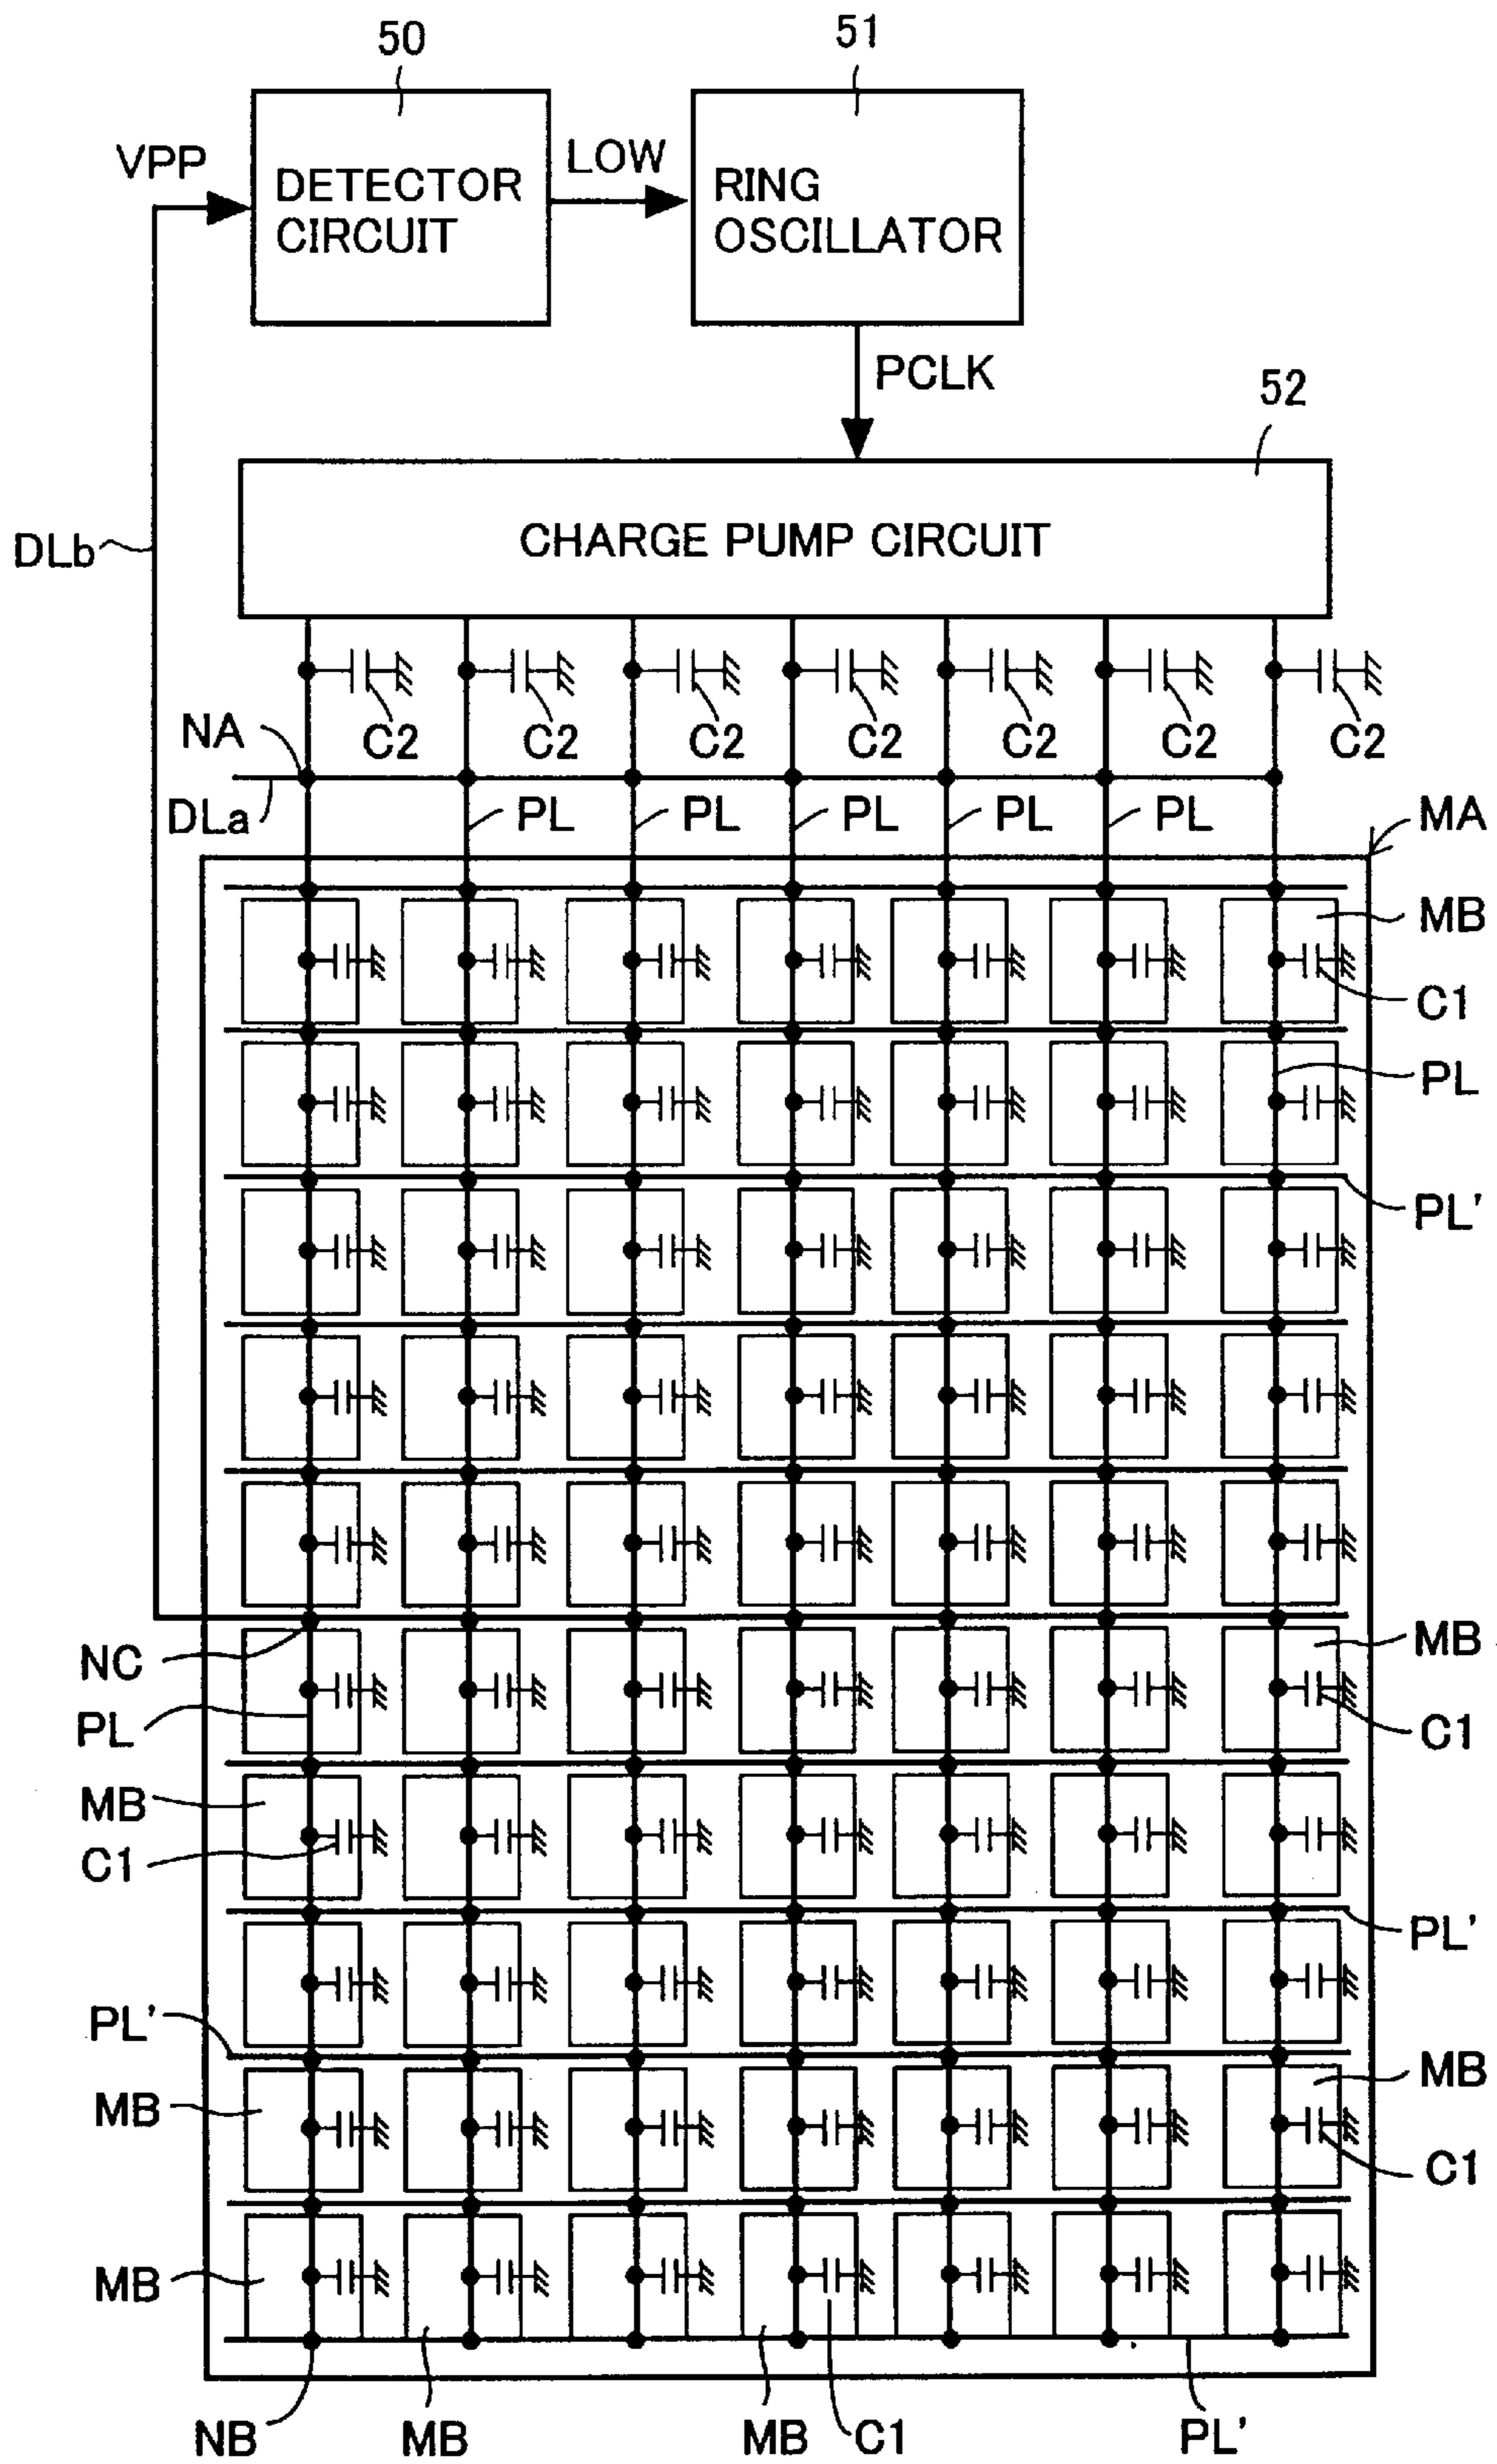 50
51
VPP
DETECTOR
CIRCUIT
LOW
RING
OSCILLATOR
PCLK
52
DLb
CHARGE PUMP CIRCUIT
C2 C2 C2 C2 C2 C2 C2
NA
DLa
PL PL PL PL PL
MA
MB
C1
PL
PL'
NC
MB
PL
C1
MB
C1
PL'
PL'
MB
MB
C1
MB
NB MB MB C1 PL'